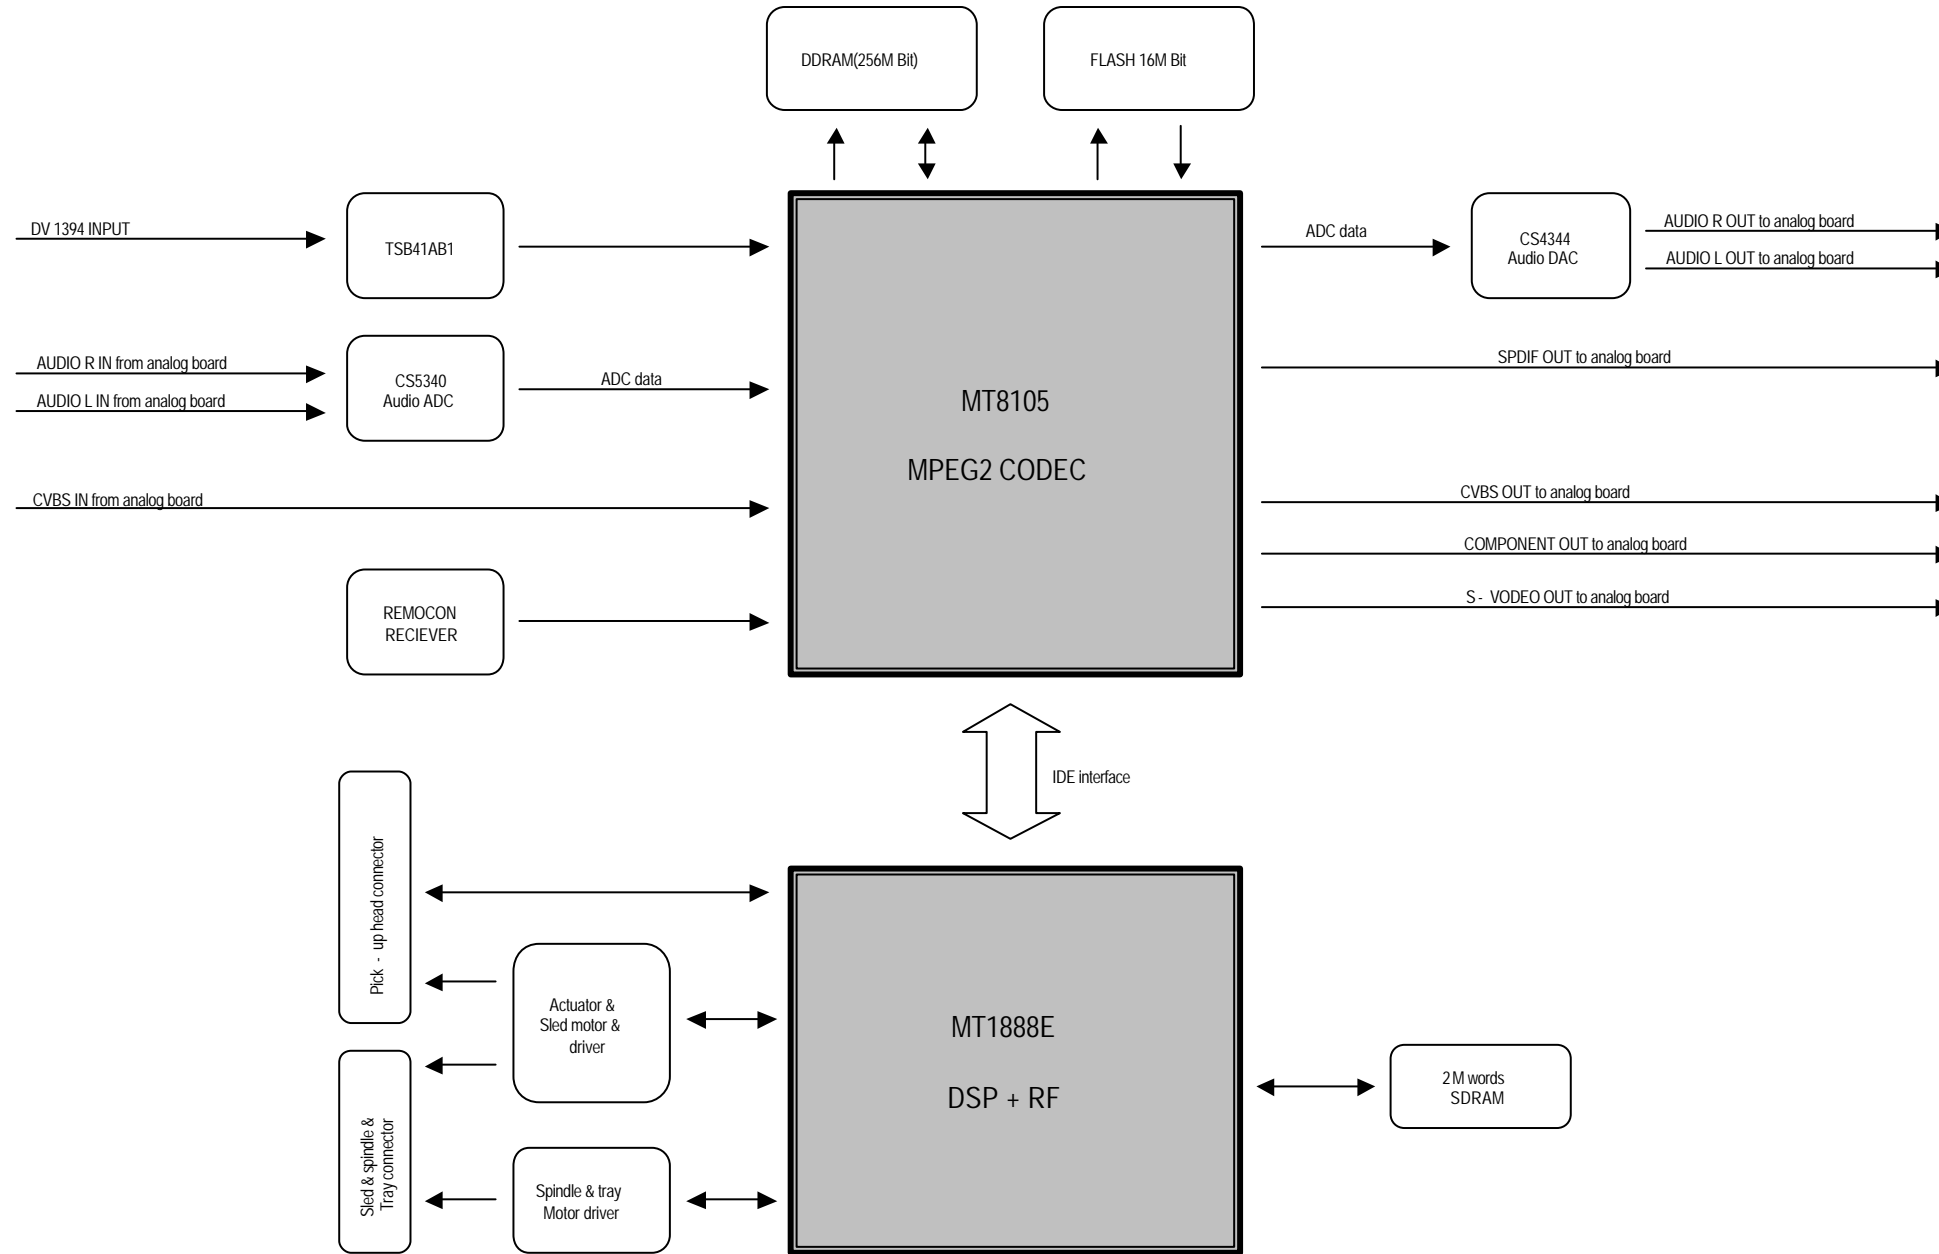 DDRAM(256M Bit)
FLASH 16M Bit
DV 1394 INPUT
TSB41AB1
ADC data
CS4344
Audio DAC
AUDIO R OUT to analog board
AUDIO L OUT to analog board
AUDIO R IN from analog board
AUDIO L IN from analog board
CS5340
Audio ADC
ADC data
SPDIF OUT to analog board
MT8105
MPEG2 CODEC
CVBS IN from analog board
CVBS OUT to analog board
COMPONENT OUT to analog board
S - VODEO OUT to analog board
REMOCON
RECIEVER
IDE interface
Pick - up head connector
Actuator &
Sled motor &
driver
MT1888E
DSP + RF
2 M words
SDRAM
Sled & spindle &
Tray connector
Spindle & tray
Motor driver